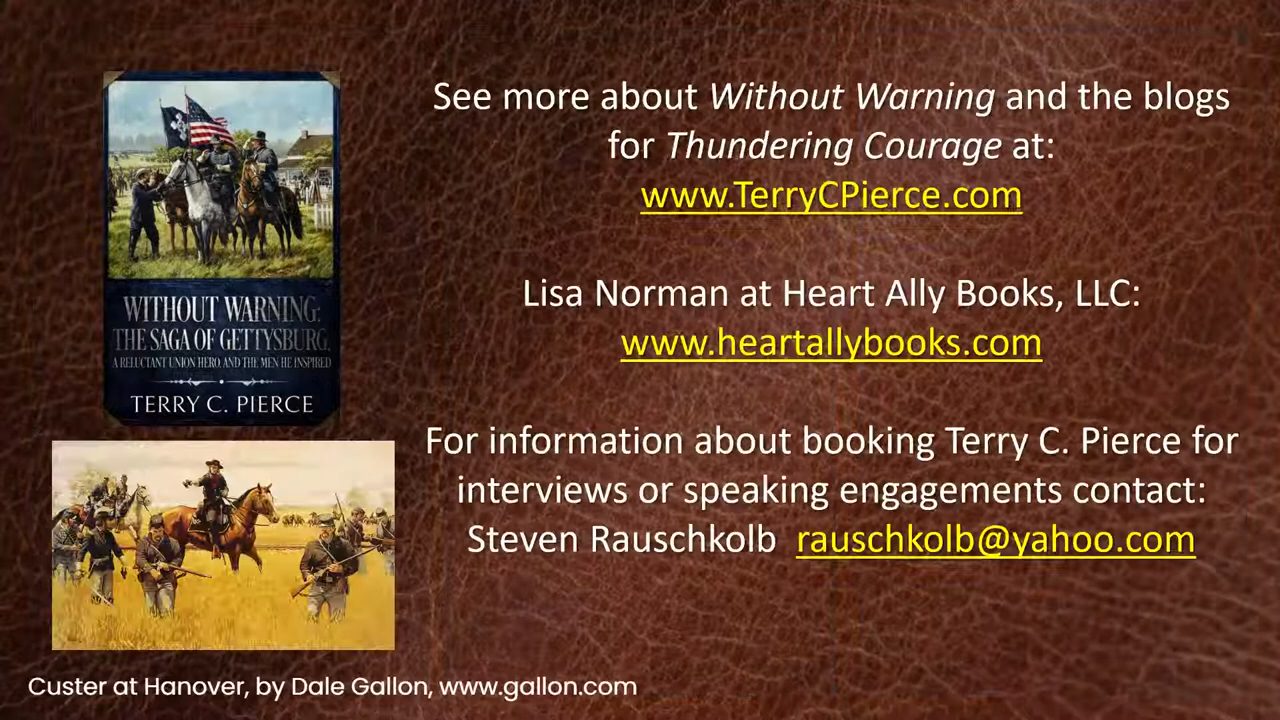 See more about Without Warning and the blogs
for Thundering Courage at:
www.TerryCPierce.com
Lisa Norman at Heart Ally Books, LLC:
www.heartallybooks.com
For information about booking Terry C. Pierce for
interviews or speaking engagements contact:
Steven Rauschkolb rauschkolb@yahoo.com
WITHOUT WARNING:
THE SAGA OF GETTYSBURG,
A RELUCTANT UNION HERO, AND THE MEN HE INSPIRED
TERRY C. PIERCE
Custer at Hanover, by Dale Gallon, www.gallon.com